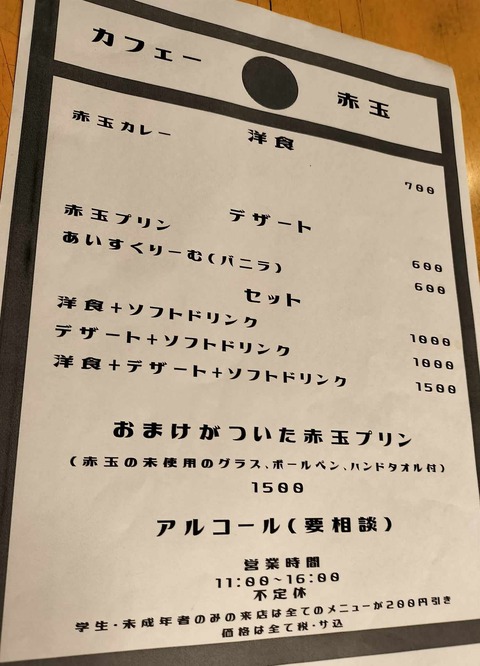 カフェー 赤玉
洋食
赤玉カレー 700
デザート
赤玉プリン 600
あいすくりーむ(バニラ) 600
セット
洋食+ソフトドリンク 1000
デザート+ソフトドリンク 1000
洋食+デザート+ソフトドリンク 1500
おまけがついた赤玉プリン
(赤玉の未使用のグラス、ボールペン、ハンドタオル付)
1500
アルコール(要相談)
営業時間
11:00~16:00
不定休
学生・未成年者のみの来店は全てのメニューが200円引き
価格は全て税・サ込